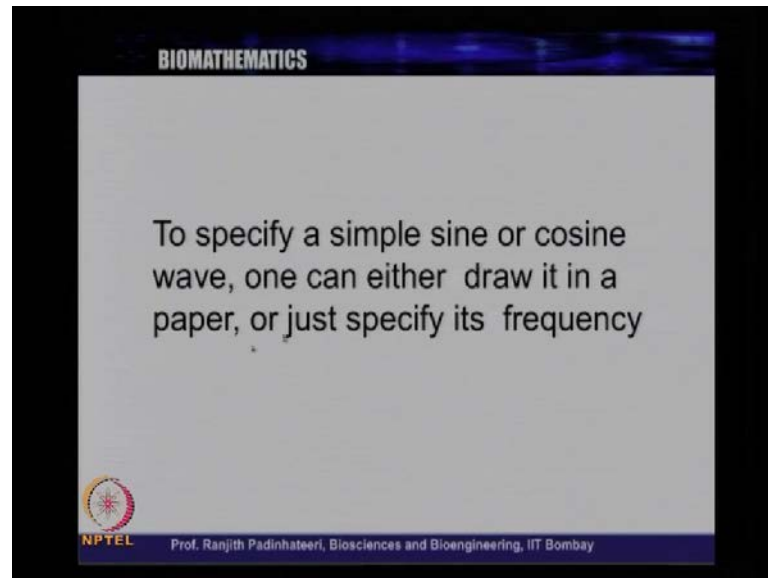 BIOMATHEMATICS
To specify a simple sine or cosine
wave, one can either draw it in a
paper, or just specify its frequency
NPTEL
Prof. Ranjith Padinhateeri, Biosciences and Bioengineering, IIT Bombay